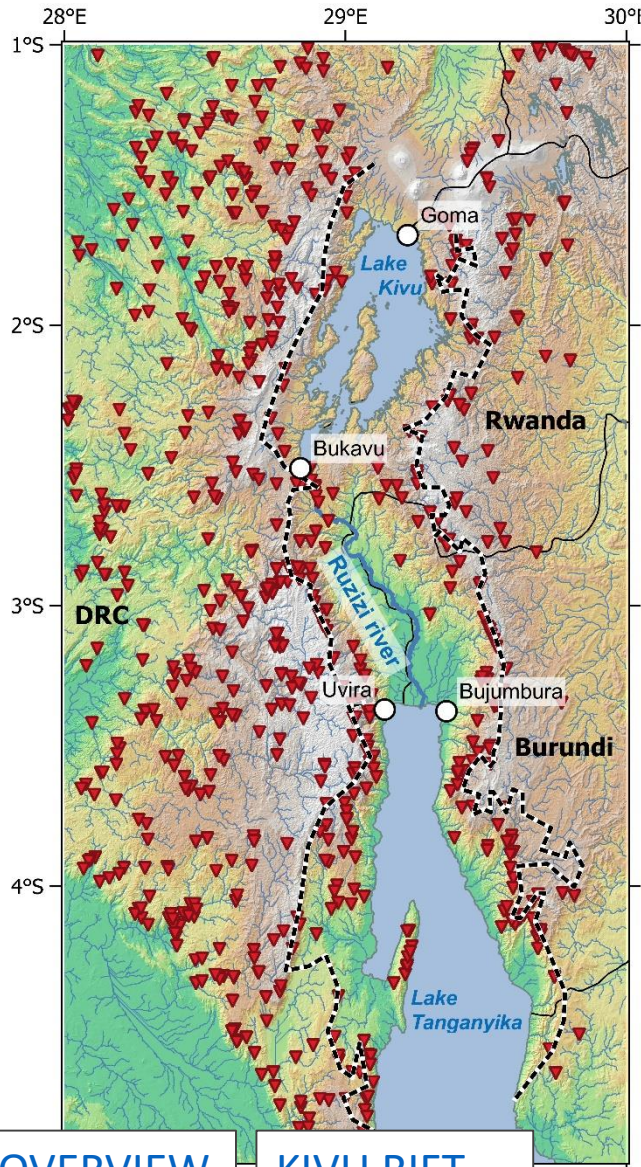 28°E
29°E
30°E
1°S
Goma
Lake
Kivu
2°S
Rwanda
Bukavu
Ruzizi river
3°S
DRC
Uvira
Bujumbura
Burundi
4°S
Lake
Tanganyika
OVERVIEW
KIVU RIFT